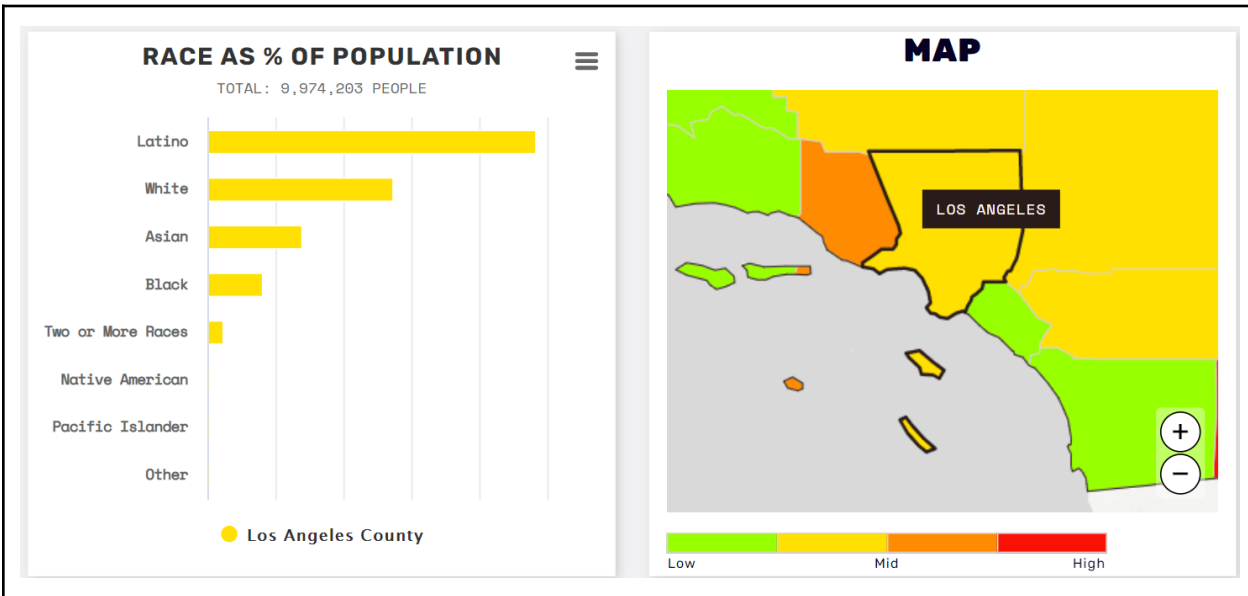 RACE AS % OF POPULATION
TOTAL: 9,974,203 PEOPLE
Latino
White
Asian
Black
Two or More Races
Native American
Pacific Islander
Other
Los Angeles County
MAP
LOS ANGELES
+
−
Low
Mid
High